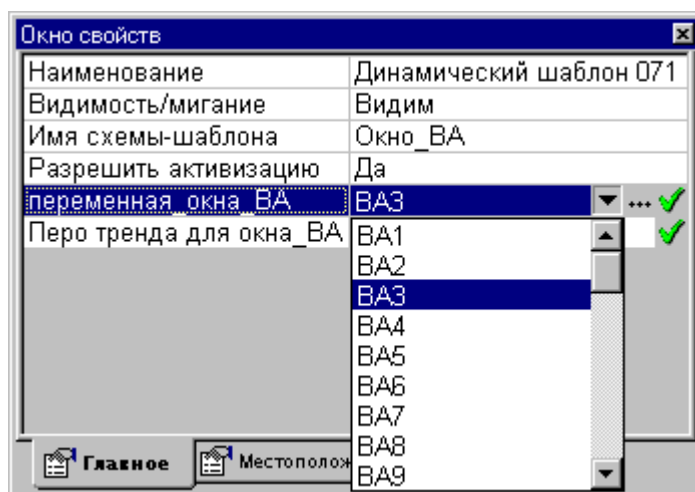 Окно свойств
Наименование Динамический шаблон 071
Видимость/мигание Видим
Имя схемы-шаблона Окно_ВА
Разрешить активизацию Да
переменная_окна_ВА ВА3 ...
Перо тренда для окна_ВА
ВА1
ВА2
ВА3
ВА4
ВА5
ВА6
ВА7
ВА8
ВА9
Главное Местополож